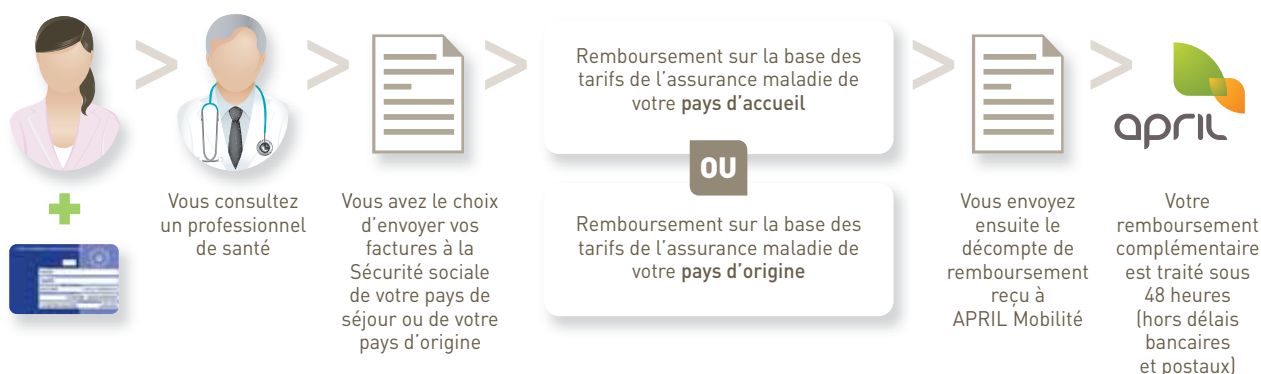 Vous consultez
un professionnel
de santé
Vous avez le choix
d'envoyer vos
factures à la
Sécurité sociale
de votre pays de
séjour ou de votre
pays d'origine
Remboursement sur la base des
tarifs de l'assurance maladie de
votre pays d'accueil
OU
Remboursement sur la base des
tarifs de l'assurance maladie de
votre pays d'origine
Vous envoyez
ensuite le
décompte de
remboursement
reçu à
APRIL Mobilité
april
Votre
remboursement
complémentaire
est traité sous
48 heures
(hors délais
bancaires
et postaux)